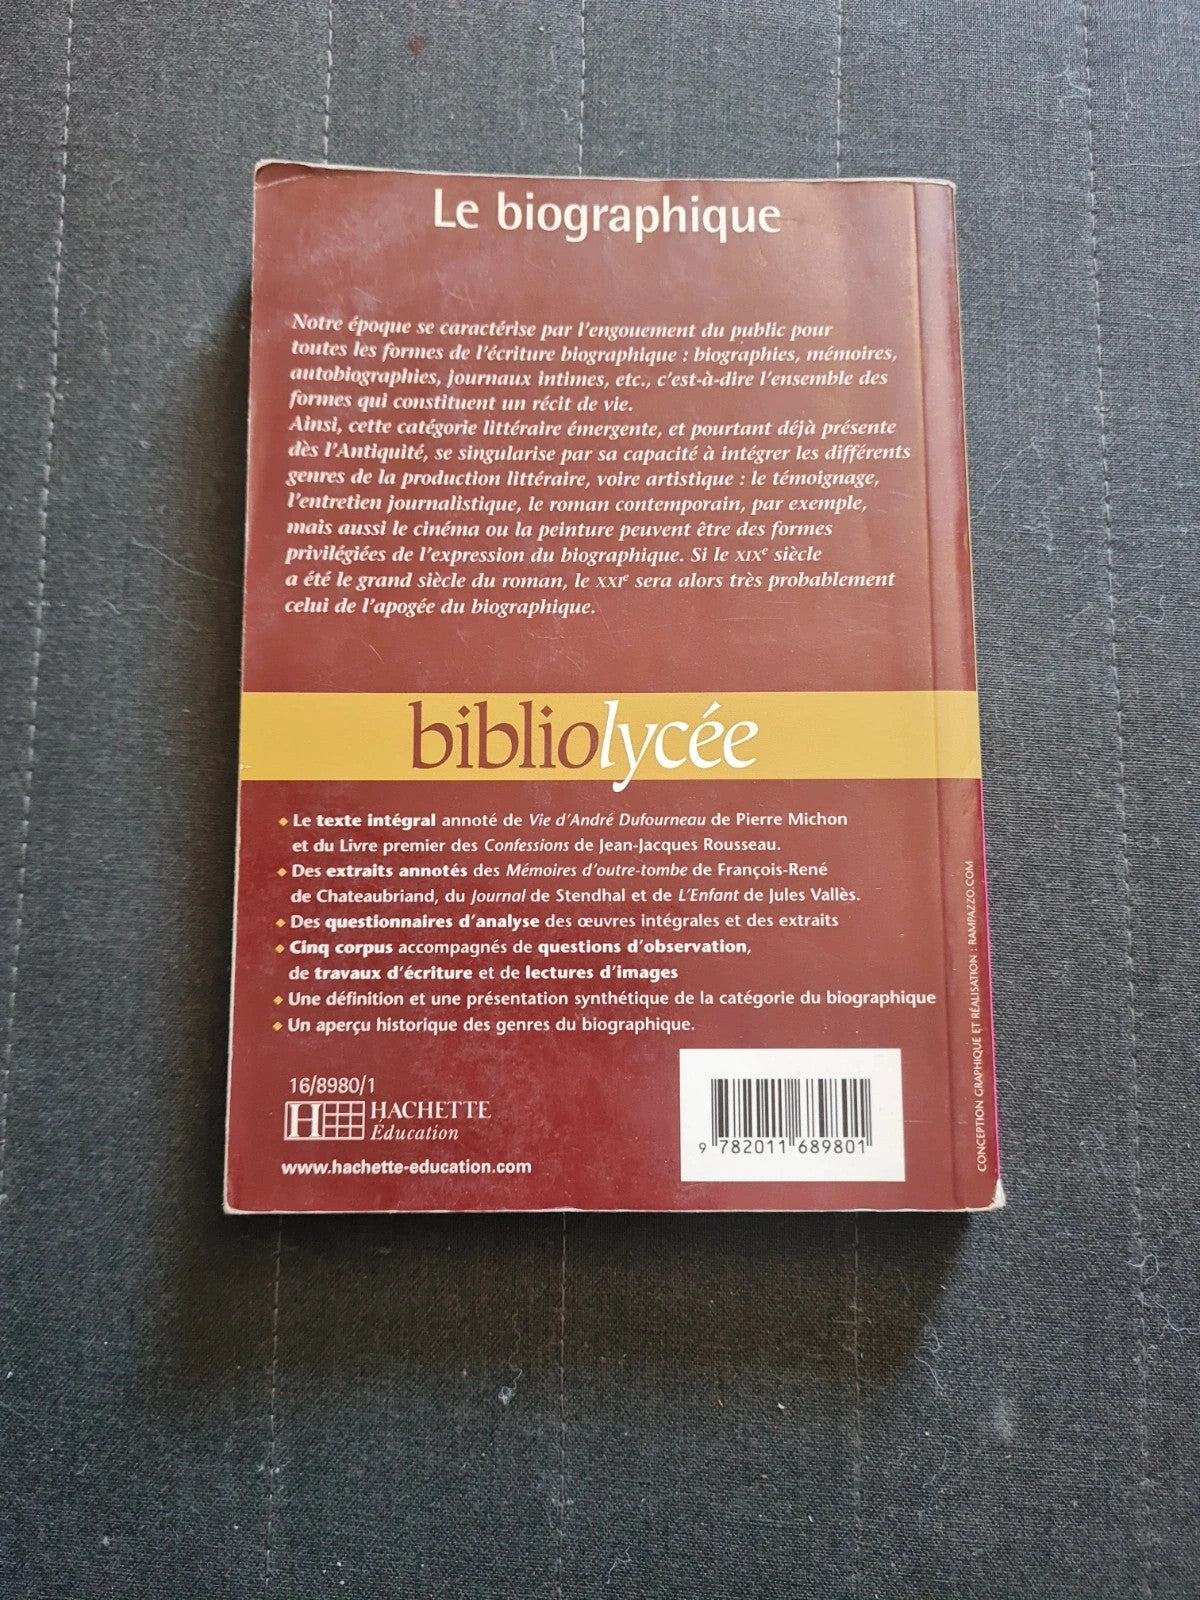 Le biographique
Notre époque se caractérise par l'engouement du public pour
toutes les formes de l'écriture biographique : biographies, mémoires,
autobiographies, journaux intimes, etc., c'est-à-dire l'ensemble des
formes qui constituent un récit de vie.
Ainsi, cette catégorie littéraire émergente, et pourtant déjà présente
dès l'Antiquité, se singularise par sa capacité à intégrer les différents
genres de la production littéraire, voire artistique : le témoignage,
l'entretien journalistique, le roman contemporain, par exemple,
mais aussi le cinéma ou la peinture peuvent être des formes
privilégiées de l'expression du biographique. Si le XIXe siècle
a été le grand siècle du roman, le XXIe sera alors très probablement
celui de l'apogée du biographique.
bibliolycée
◆ Le texte intégral annoté de Vie d'André Dufourneau de Pierre Michon
et du Livre premier des Confessions de Jean-Jacques Rousseau.
◆ Des extraits annotés des Mémoires d'outre-tombe de François-René
de Chateaubriand, du Journal de Stendhal et de L'Enfant de Jules Vallès.
◆ Des questionnaires d'analyse des œuvres intégrales et des extraits
◆ Cinq corpus accompagnés de questions d'observation,
de travaux d'écriture et de lectures d'images
◆ Une définition et une présentation synthétique de la catégorie du biographique
◆ Un aperçu historique des genres du biographique.
16/8980/1
H HACHETTE
Éducation
www.hachette-education.com
9 782011 689801
CONCEPTION GRAPHIQUE ET RÉALISATION : RAMPAZZO.COM